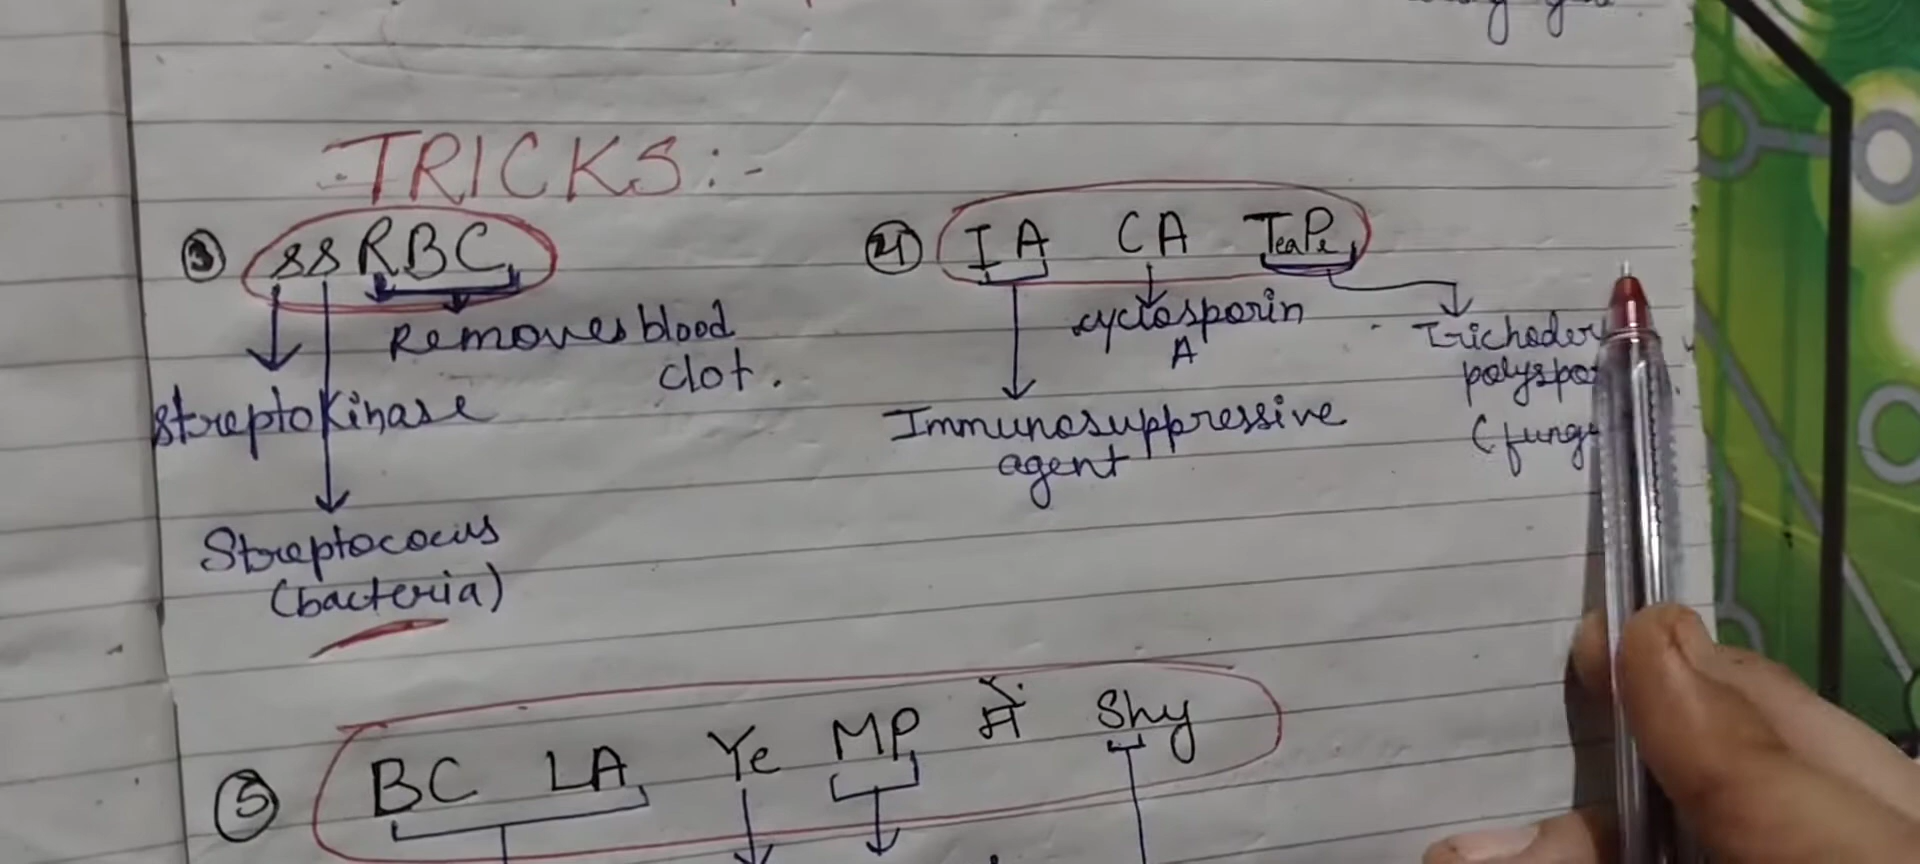 TRICKS:-
③ SS RBC
Removes blood
clot.
streptokinase
Streptococus
(bacteria)
④ IA CA TeaPe
cyclosporin
A
Immunosuppressive
agent
⑤ BC LA Ye MP में Shy